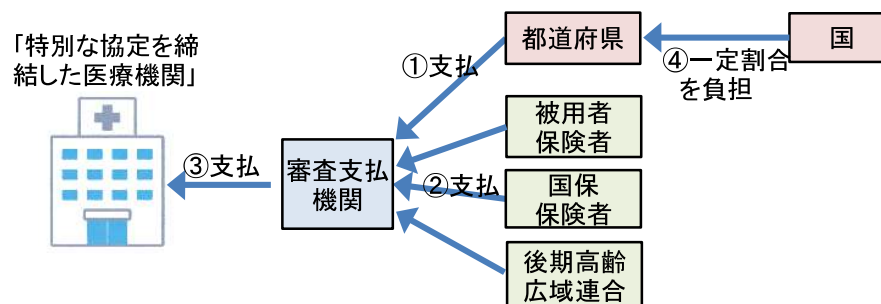 「特別な協定を締
結した医療機関」
③支払
審査支払
機関
①支払
②支払
都道府県
④一定割合
を負担
国
被用者
保険者
国保
保険者
後期高齢
広域連合